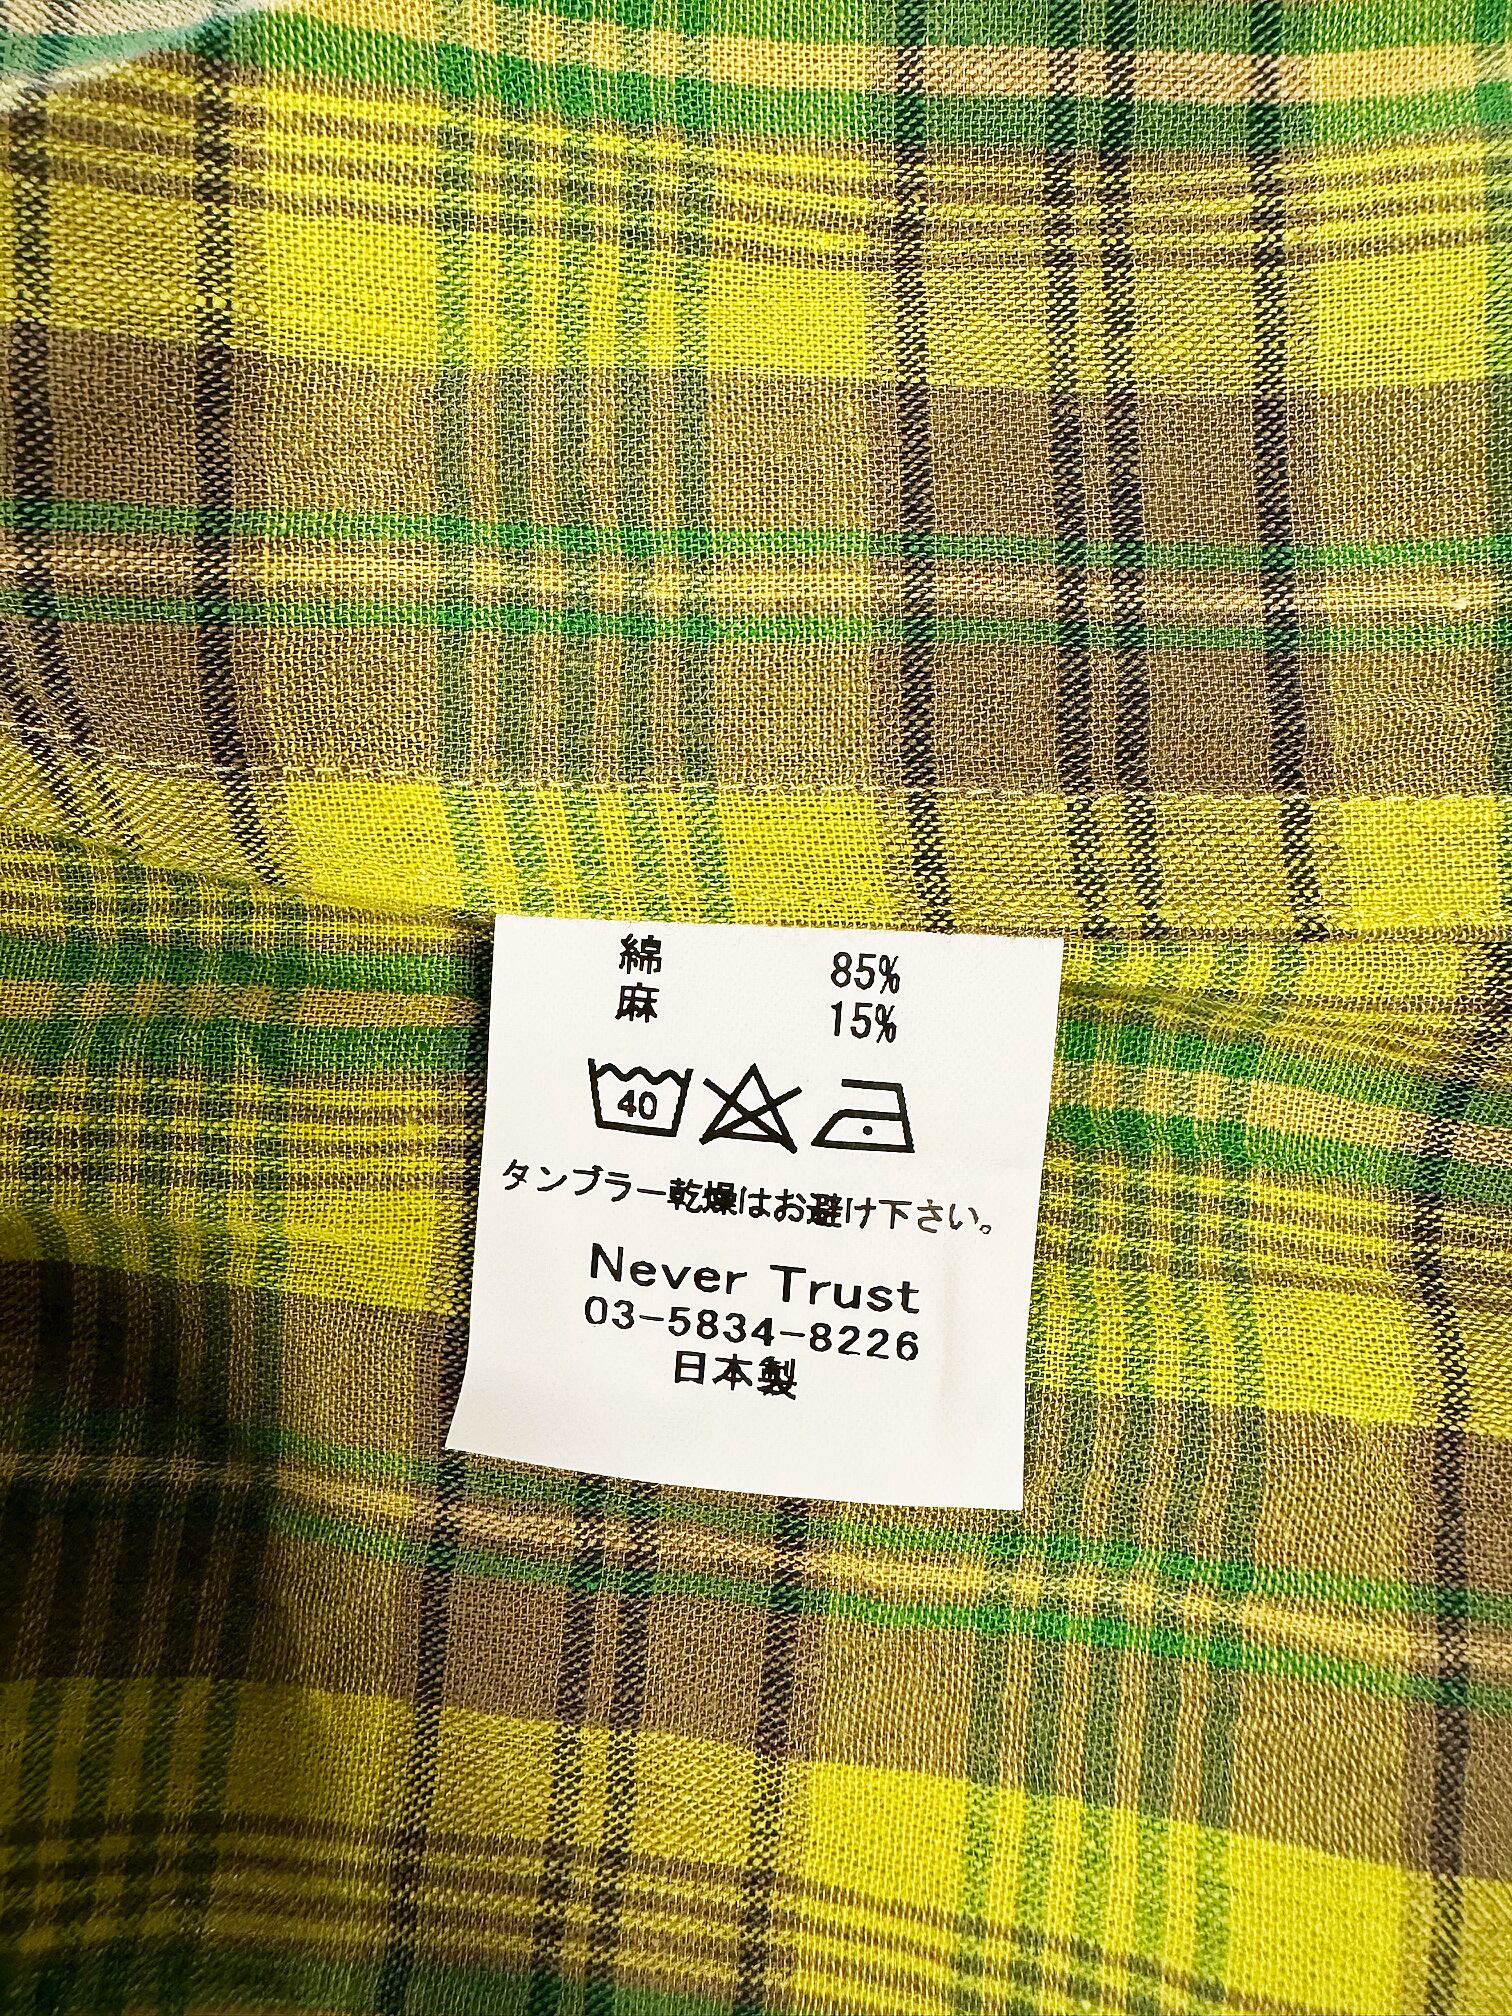 綿 85%
麻 15%
40
タンブラー乾燥はお避け下さい。
Never Trust
03-5834-8226
日本製